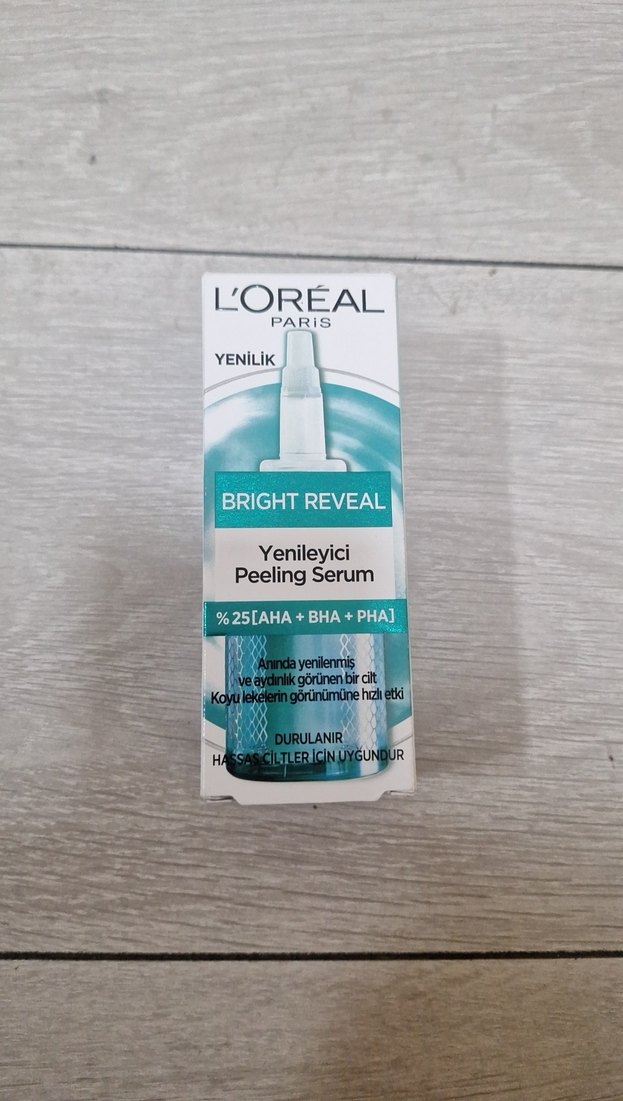 L'ORÉAL
PARiS
YENİLİK
BRIGHT REVEAL
Yenileyici
Peeling Serum
% 25 [AHA + BHA + PHA]
Anında yenilenmiş
ve aydınlık görünen bir cilt
Koyu lekelerin görünümüne hızlı etki
DURULANIR
HASSAS CİLTLER İÇİN UYGUNDUR